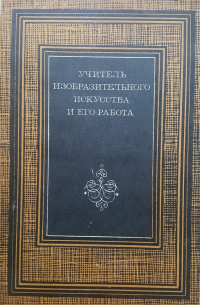 УЧИТЕЛЬ
ИЗОБРАЗИТЕЛЬНОГО
ИСКУССТВА
И ЕГО РАБОТА